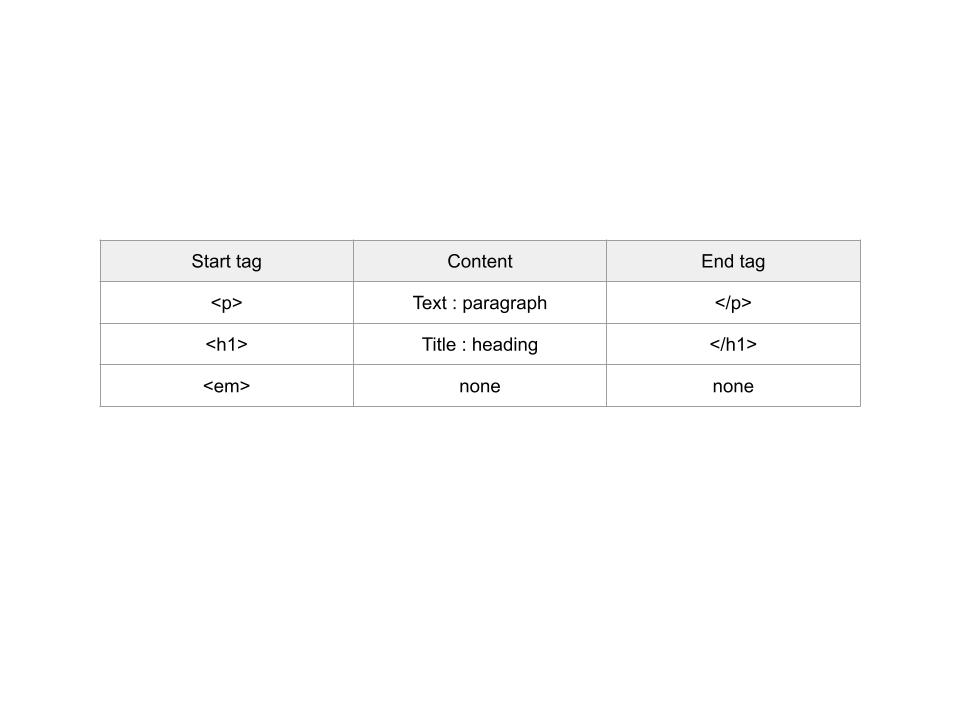 Start tag Content End tag
<p> Text : paragraph </p>
<h1> Title : heading </h1>
<em> none none